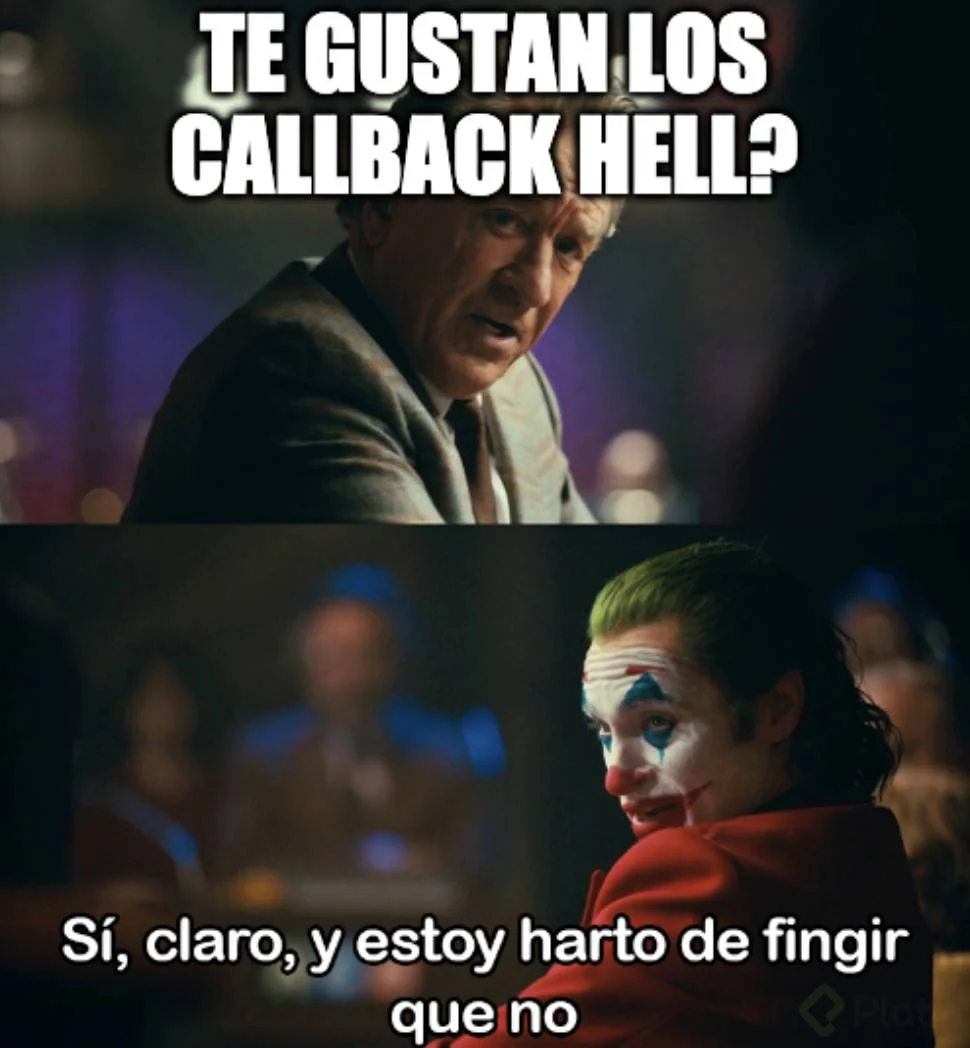 TE GUSTAN LOS
CALLBACK HELL?
Sí, claro, y estoy harto de fingir
que no